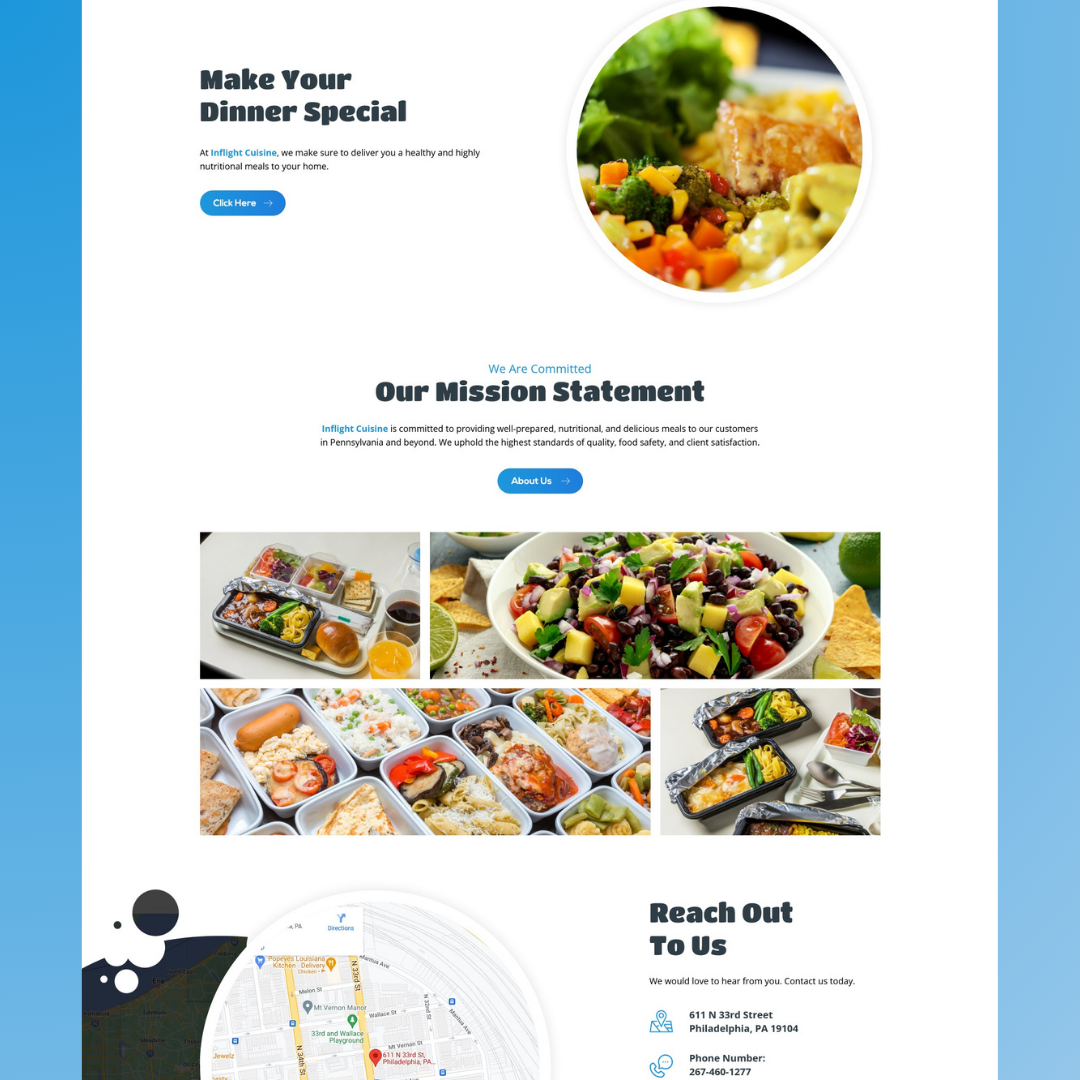 Make Your
Dinner Special
At Inflight Cuisine, we make sure to deliver you a healthy and highly
nutritional meals to your home.
Click Here
We Are Committed
Our Mission Statement
Inflight Cuisine is committed to providing well-prepared, nutritional, and delicious meals to our customers
in Pennsylvania and beyond. We uphold the highest standards of quality, food safety, and client satisfaction.
About Us
Reach Out
To Us
We would love to hear from you. Contact us today.
611 N 33rd Street
Philadelphia, PA 19104
Phone Number:
267-460-1277
Directions
Popeyes Louisiana
Kitchen - Delivery
Chicken
Mantua Ave
N 33rd St
Melon St
Mt Vernon Manor
Wallace St
N 32nd St
Mantua Ave
33rd and Wallace
Playground
Mt Vernon St
Jewelz
N 34th St
611 N 33rd St,
Philadelphia, PA...